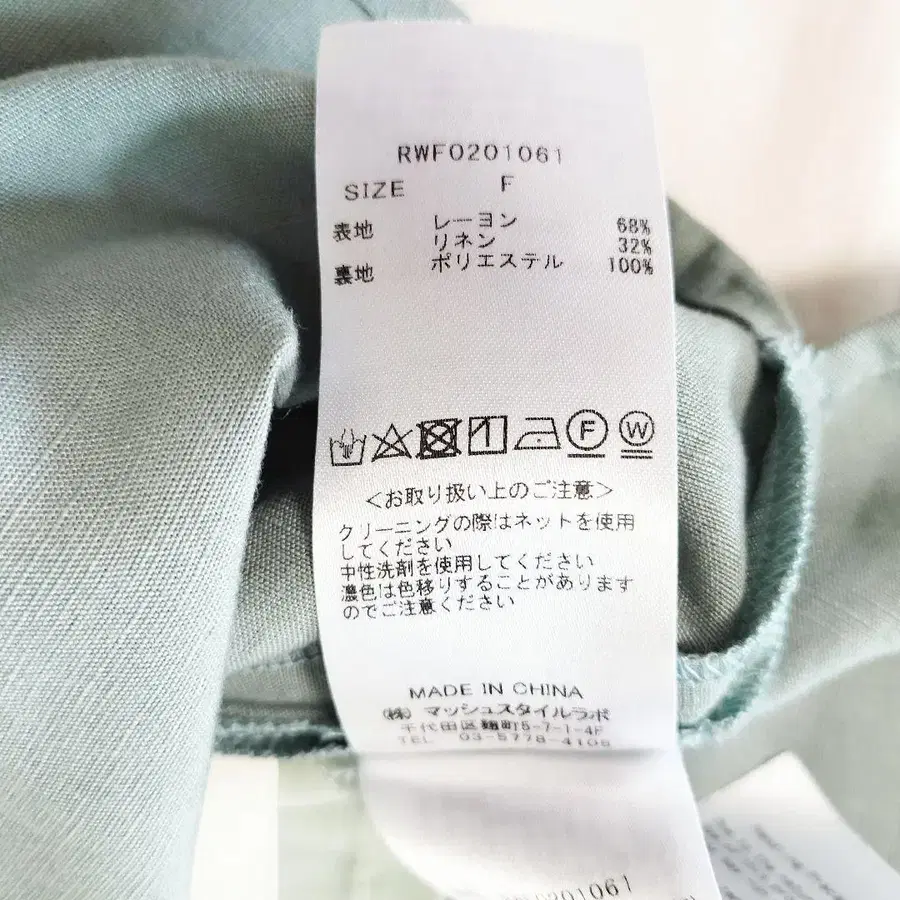 RWF0201061
SIZE F
表地 レーヨン 68%
リネン 32%
裏地 ポリエステル 100%
F W
<お取り扱い上のご注意>
クリーニングの際はネットを使用
してください
中性洗剤を使用してください
濃色は色移りすることがあります
のでご注意ください
MADE IN CHINA
(株) マッシュスタイルラボ
千代田区麹町5-7-1-4F
TEL 03-5778-4108
0201061